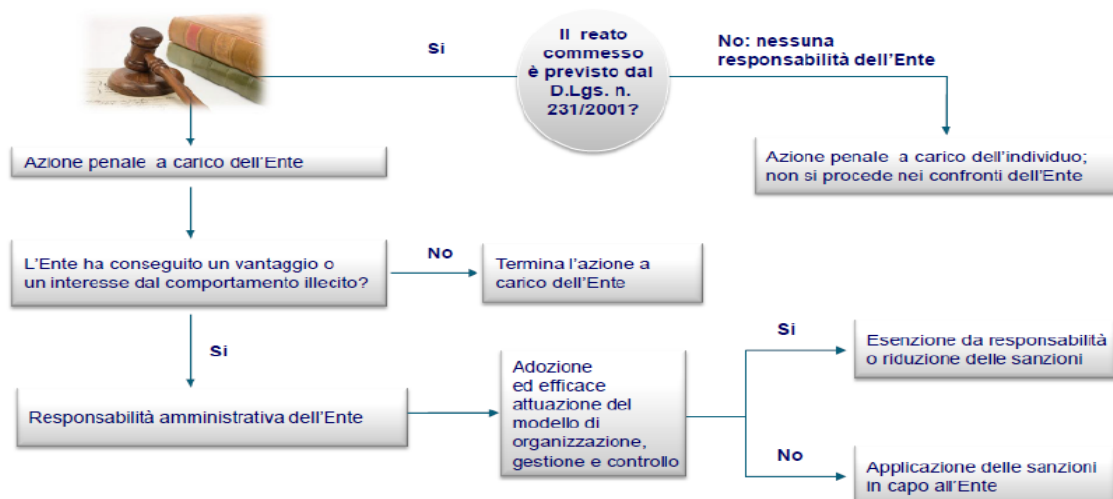 Si
Il reato
commesso
è previsto dal
D.Lgs. n.
231/2001?
No: nessuna
responsabilità dell'Ente
Azione penale a carico dell'Ente
Azione penale a carico dell'individuo;
non si procede nei confronti dell'Ente
L'Ente ha conseguito un vantaggio o
un interesse dal comportamento illecito?
No
Termina l'azione a
carico dell'Ente
Si
Responsabilità amministrativa dell'Ente
Adozione
ed efficace
attuazione del
modello di
organizzazione,
gestione e controllo
Si
Esenzione da responsabilità
o riduzione delle sanzioni
No
Applicazione delle sanzioni
in capo all'Ente